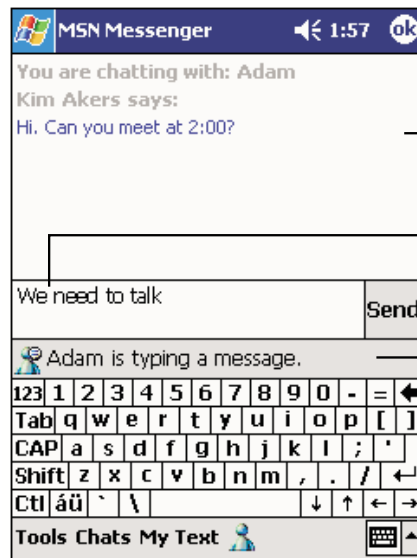 MSN Messenger 1:57 ok
You are chatting with: Adam
Kim Akers says:
Hi. Can you meet at 2:00?
We need to talk
Send
Adam is typing a message.
123 1 2 3 4 5 6 7 8 9 0 - =
Tab q w e r t y u i o p [ ]
CAP a s d f g h j k l ; '
Shift z x c v b n m , . /
Ctl áü ` \
Tools Chats My Text